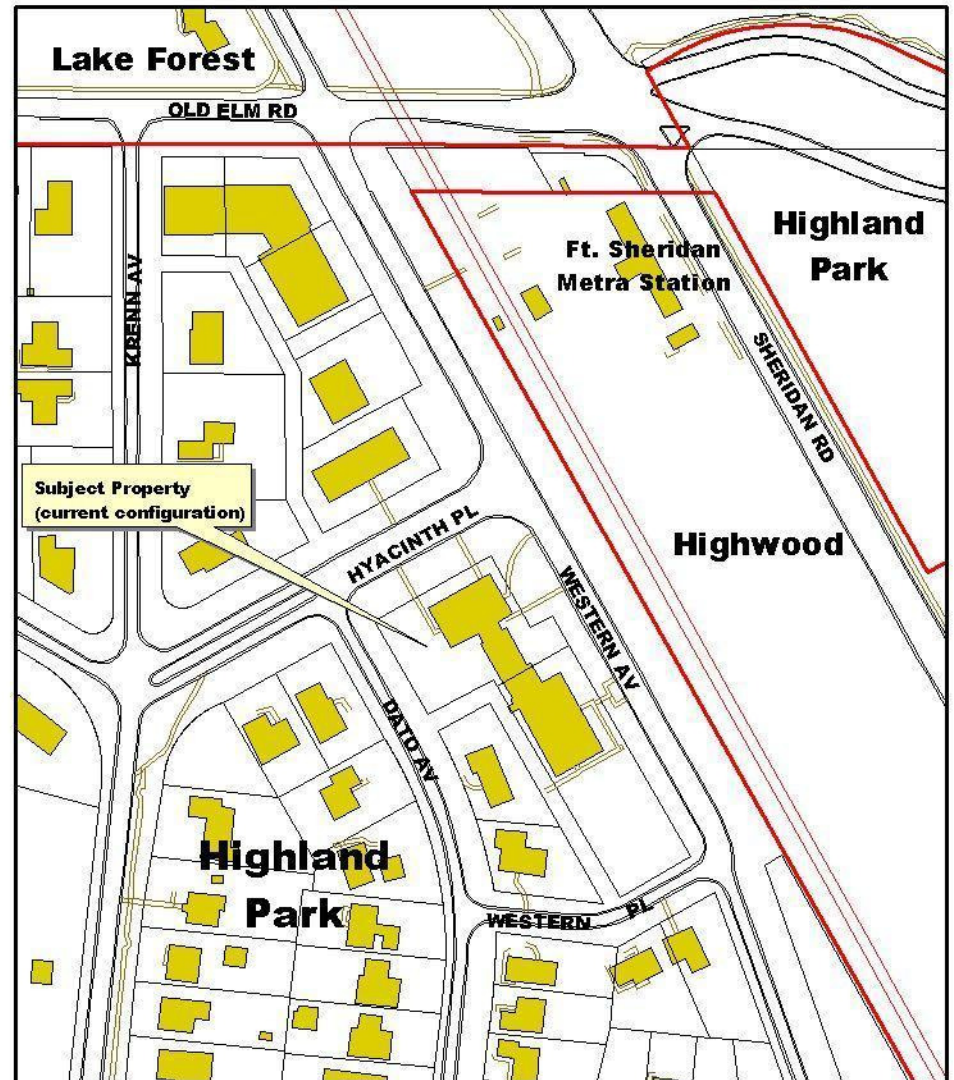 Lake Forest
OLD ELM RD
Highland
Park
Ft. Sheridan
Metra Station
KRENN AV
SHERIDAN RD
Subject Property
(current configuration)
HYACINTH PL
Highwood
WESTERN AV
DATO AV
Highland
Park
WESTERN PL